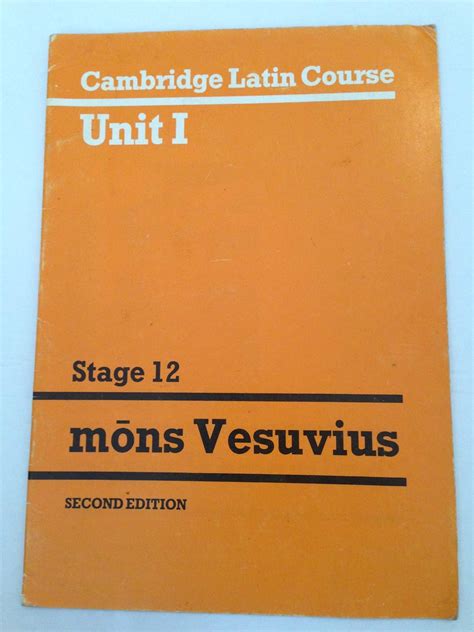 Cambridge Latin Course
Unit I
Stage 12
mōns Vesuvius
SECOND EDITION